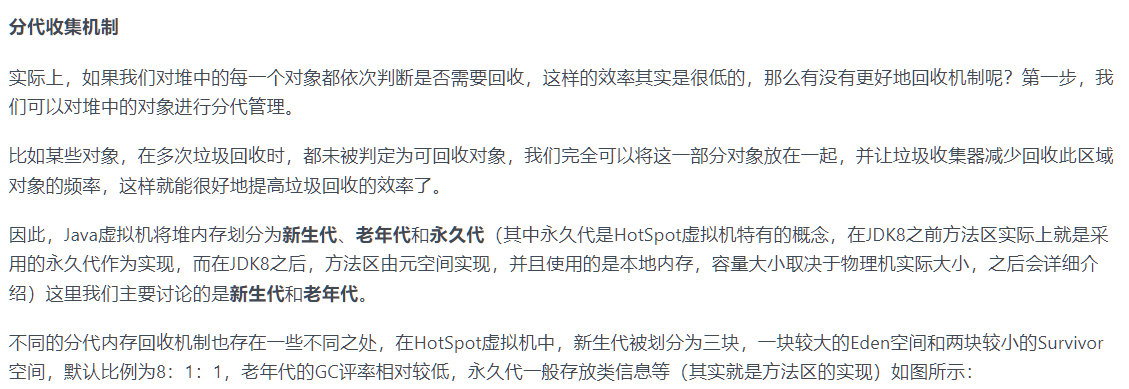 分代收集机制
实际上，如果我们对堆中的每一个对象都依次判断是否需要回收，这样的效率其实是很低的，那么有没有更好地回收机制呢？第一步，我
们可以对堆中的对象进行分代管理。
比如某些对象，在多次垃圾回收时，都未被判定为可回收对象，我们完全可以将这一部分对象放在一起，并让垃圾收集器减少回收此区域
对象的频率，这样就能很好地提高垃圾回收的效率了。
因此，Java虚拟机将堆内存划分为新生代、老年代和永久代（其中永久代是HotSpot虚拟机特有的概念，在JDK8之前方法区实际上就是采
用的永久代作为实现，而在JDK8之后，方法区由元空间实现，并且使用的是本地内存，容量大小取决于物理机实际大小，之后会详细介
绍）这里我们主要讨论的是新生代和老年代。
不同的分代内存回收机制也存在一些不同之处，在HotSpot虚拟机中，新生代被划分为三块，一块较大的Eden空间和两块较小的Survivor
空间，默认比例为8：1：1，老年代的GC评率相对较低，永久代一般存放类信息等（其实就是方法区的实现）如图所示：